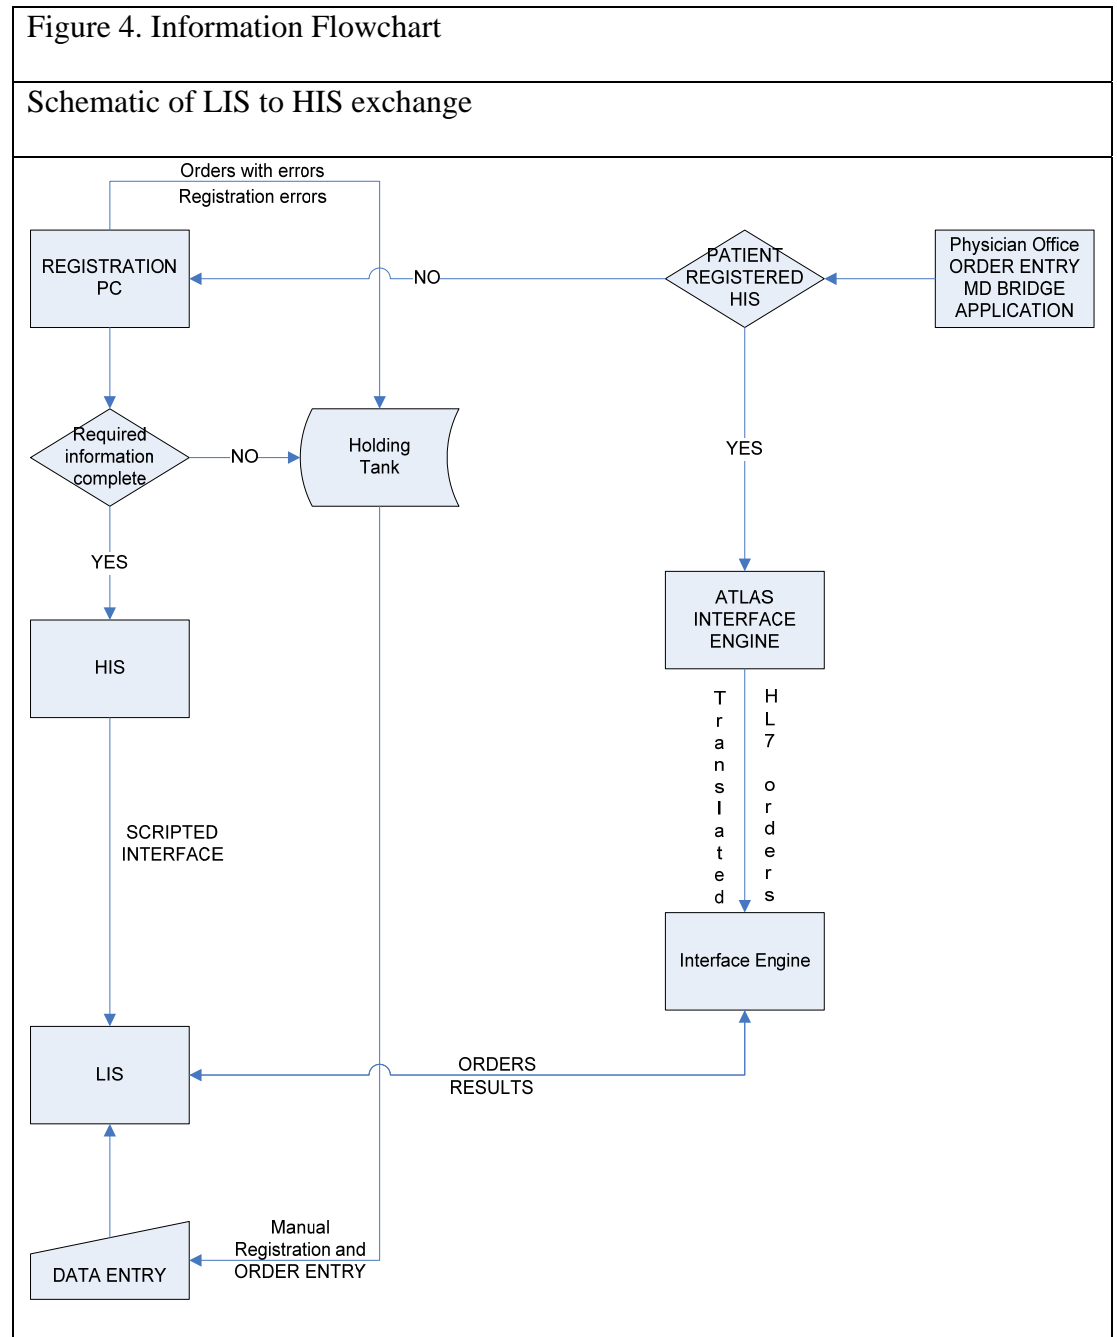 Figure 4. Information Flowchart
Schematic of LIS to HIS exchange
Orders with errors
Registration errors
REGISTRATION
PC
NO
PATIENT
REGISTERED
HIS
Physician Office
ORDER ENTRY
MD BRIDGE
APPLICATION
Required
information
complete
NO
Holding
Tank
YES
YES
HIS
ATLAS
INTERFACE
ENGINE
Translated
HL7 orders
SCRIPTED
INTERFACE
Interface Engine
LIS
ORDERS
RESULTS
Manual
Registration and
ORDER ENTRY
DATA ENTRY